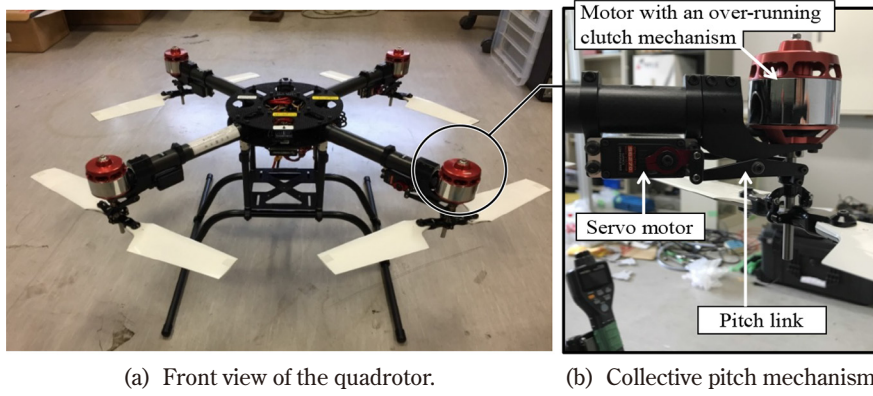 Motor with an over-running
clutch mechanism
Servo motor
Pitch link
(a) Front view of the quadrotor.
(b) Collective pitch mechanism